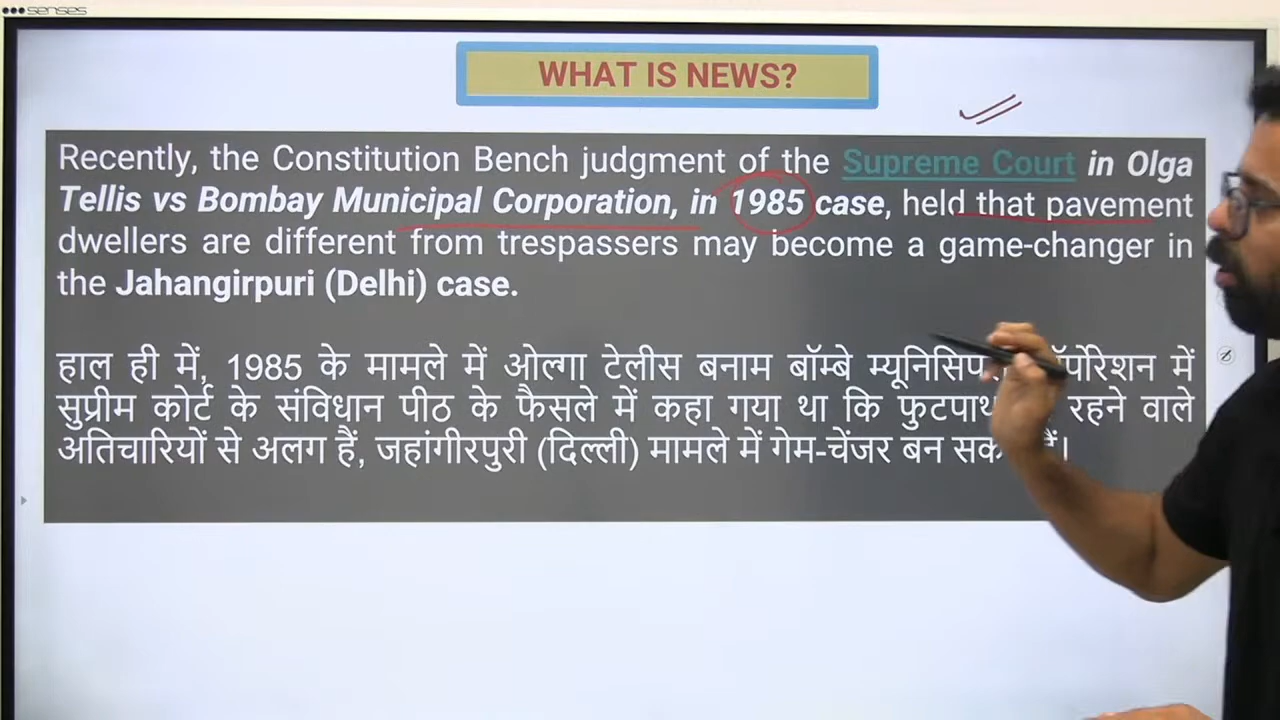 senses
WHAT IS NEWS?
Recently, the Constitution Bench judgment of the Supreme Court in Olga
Tellis vs Bombay Municipal Corporation, in 1985 case, held that pavement
dwellers are different from trespassers may become a game-changer in
the Jahangirpuri (Delhi) case.
हाल ही में, 1985 के मामले में ओल्गा टेलीस बनाम बॉम्बे में
सुप्रीम कोर्ट के संविधान पीठ के फैसले में कहा गया था कि रहने वाले
अतिचारियों से अलग हैं, जहांगीरपुरी (दिल्ली) मामले में गेम-चेंजर बन